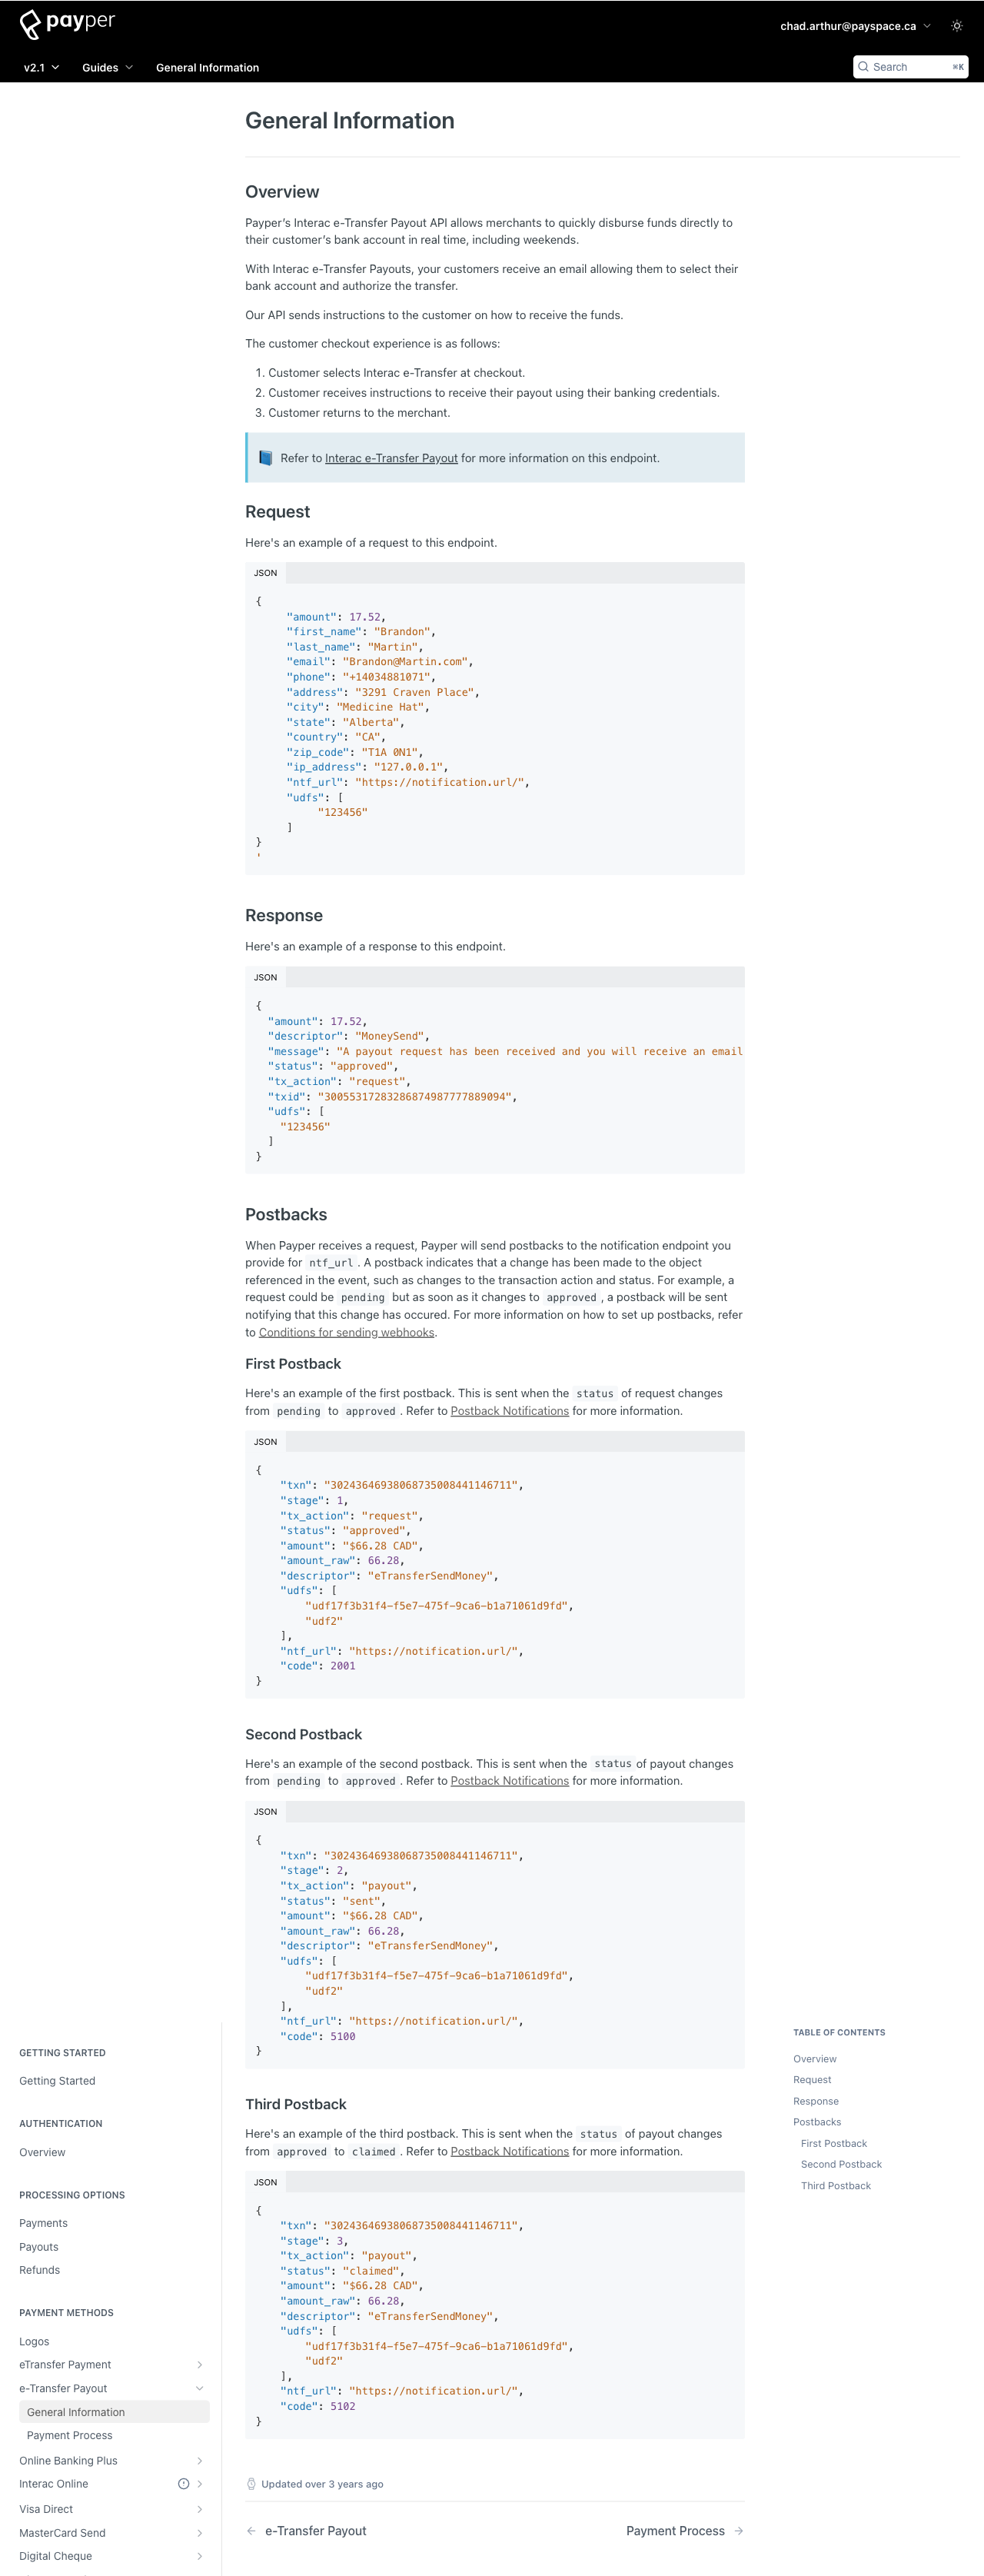 payper
chad.arthur@payspace.ca
v2.1
Guides
General Information
Search
⌘K
General Information
Overview
Payper's Interac e-Transfer Payout API allows merchants to quickly disburse funds directly to
their customer's bank account in real time, including weekends.
With Interac e-Transfer Payouts, your customers receive an email allowing them to select their
bank account and authorize the transfer.
Our API sends instructions to the customer on how to receive the funds.
The customer checkout experience is as follows:
1. Customer selects Interac e-Transfer at checkout.
2. Customer receives instructions to receive their payout using their banking credentials.
3. Customer returns to the merchant.
Refer to Interac e-Transfer Payout for more information on this endpoint.
Request
Here's an example of a request to this endpoint.
JSON
{
"amount": 17.52,
"first_name": "Brandon",
"last_name": "Martin",
"email": "Brandon@Martin.com",
"phone": "+14034881071",
"address": "3291 Craven Place",
"city": "Medicine Hat",
"state": "Alberta",
"country": "CA",
"zip_code": "T1A 0N1",
"ip_address": "127.0.0.1",
"ntf_url": "https://notification.url/",
"udfs": [
"123456"
]
}
'
Response
Here's an example of a response to this endpoint.
JSON
{
"amount": 17.52,
"descriptor": "MoneySend",
"message": "A payout request has been received and you will receive an email
"status": "approved",
"tx_action": "request",
"txid": "30055317283286874987777889094",
"udfs": [
"123456"
]
}
Postbacks
When Payper receives a request, Payper will send postbacks to the notification endpoint you
provide for ntf_url. A postback indicates that a change has been made to the object
referenced in the event, such as changes to the transaction action and status. For example, a
request could be pending but as soon as it changes to approved, a postback will be sent
notifying that this change has occured. For more information on how to set up postbacks, refer
to Conditions for sending webhooks.
First Postback
Here's an example of the first postback. This is sent when the status of request changes
from pending to approved. Refer to Postback Notifications for more information.
JSON
{
"txn": "30243646938068735008441146711",
"stage": 1,
"tx_action": "request",
"status": "approved",
"amount": "$66.28 CAD",
"amount_raw": 66.28,
"descriptor": "eTransferSendMoney",
"udfs": [
"udf17f3b31f4-f5e7-475f-9ca6-b1a71061d9fd",
"udf2"
],
"ntf_url": "https://notification.url/",
"code": 2001
}
Second Postback
Here's an example of the second postback. This is sent when the status of payout changes
from pending to approved. Refer to Postback Notifications for more information.
JSON
{
"txn": "30243646938068735008441146711",
"stage": 2,
"tx_action": "payout",
"status": "sent",
"amount": "$66.28 CAD",
"amount_raw": 66.28,
"descriptor": "eTransferSendMoney",
"udfs": [
"udf17f3b31f4-f5e7-475f-9ca6-b1a71061d9fd",
"udf2"
],
"ntf_url": "https://notification.url/",
"code": 5100
}
Third Postback
Here's an example of the third postback. This is sent when the status of payout changes
from approved to claimed. Refer to Postback Notifications for more information.
JSON
{
"txn": "30243646938068735008441146711",
"stage": 3,
"tx_action": "payout",
"status": "claimed",
"amount": "$66.28 CAD",
"amount_raw": 66.28,
"descriptor": "eTransferSendMoney",
"udfs": [
"udf17f3b31f4-f5e7-475f-9ca6-b1a71061d9fd",
"udf2"
],
"ntf_url": "https://notification.url/",
"code": 5102
}
Updated over 3 years ago
e-Transfer Payout
Payment Process
GETTING STARTED
Getting Started
AUTHENTICATION
Overview
PROCESSING OPTIONS
Payments
Payouts
Refunds
PAYMENT METHODS
Logos
eTransfer Payment
e-Transfer Payout
General Information
Payment Process
Online Banking Plus
Interac Online
Visa Direct
MasterCard Send
Digital Cheque
TABLE OF CONTENTS
Overview
Request
Response
Postbacks
First Postback
Second Postback
Third Postback